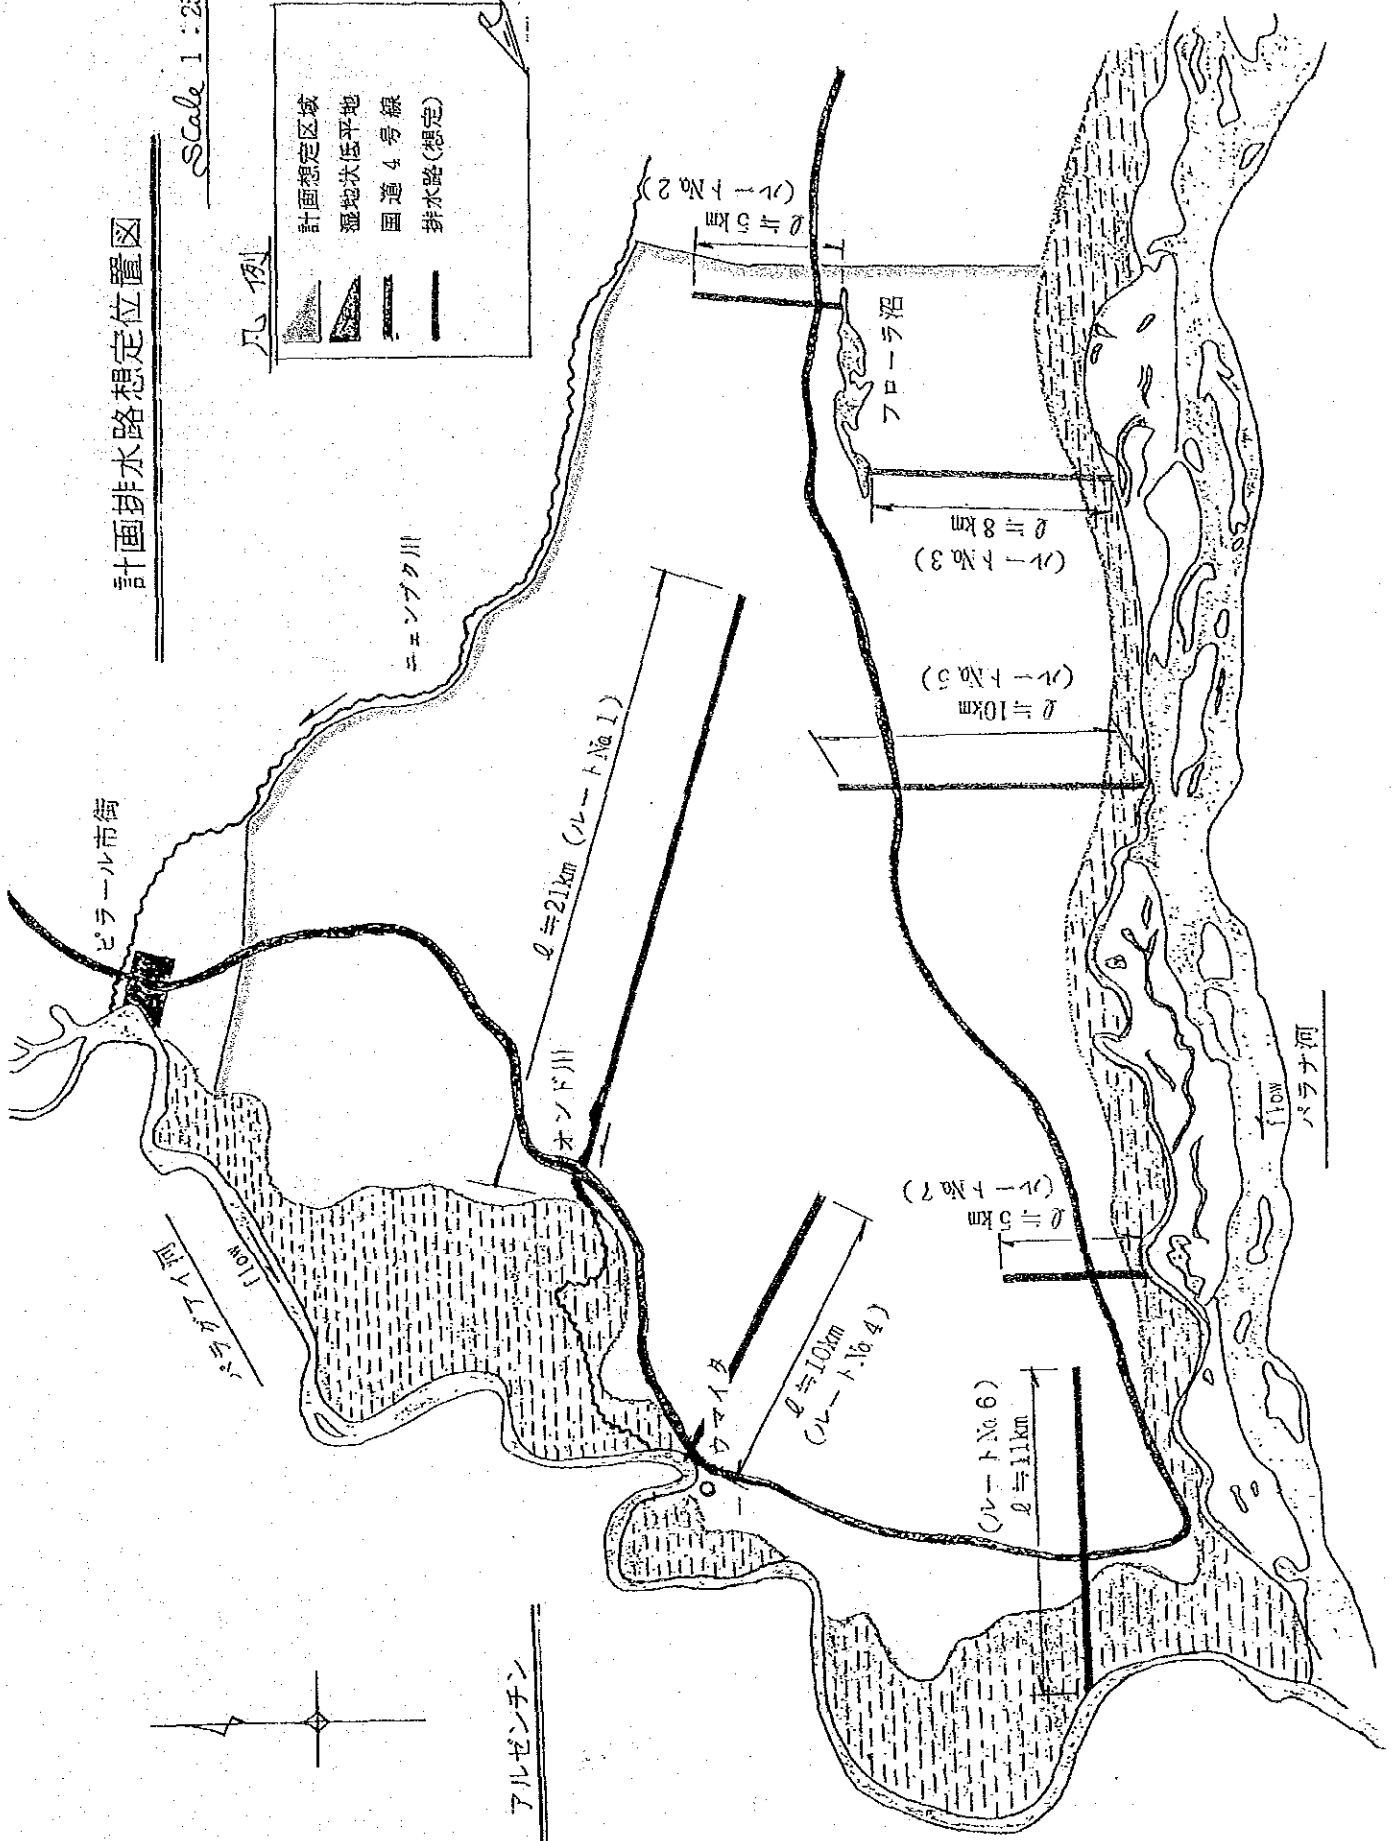 計画排水路想定位置図
Scale 1 : 2
凡例
計画想定区域
湿地状低平地
国道4号線
排水路(想定)
ピラール市街
ニエンブク川
パラグアイ河
flow
オンド川
ℓ≒21km (ルートNo.1)
ℓ≒5km
(ルートNo.2)
フローラ沼
ℓ≒8km
(ルートNo.3)
ℓ≒10km
(ルートNo.5)
ウマイタ
ℓ≒10km
(ルートNo.4)
ℓ≒5km
(ルートNo.7)
(ルートNo.6)
ℓ≒11km
flow
パラナ河
アルゼンチン